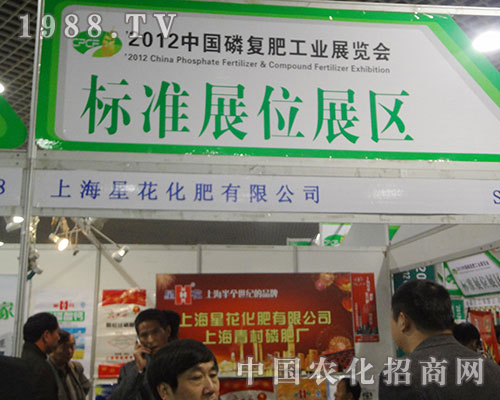 1988.TV
CPCF
'2012中国磷复肥工业展览会
'2012 China Phosphate Fertilizer & Compound Fertilizer Exhibition
标准展位展区
8
上海星花化肥有限公司
S
上海半个世纪的品牌
上海星花化肥有限公司
上海青村磷肥厂
家
中国农化招商网